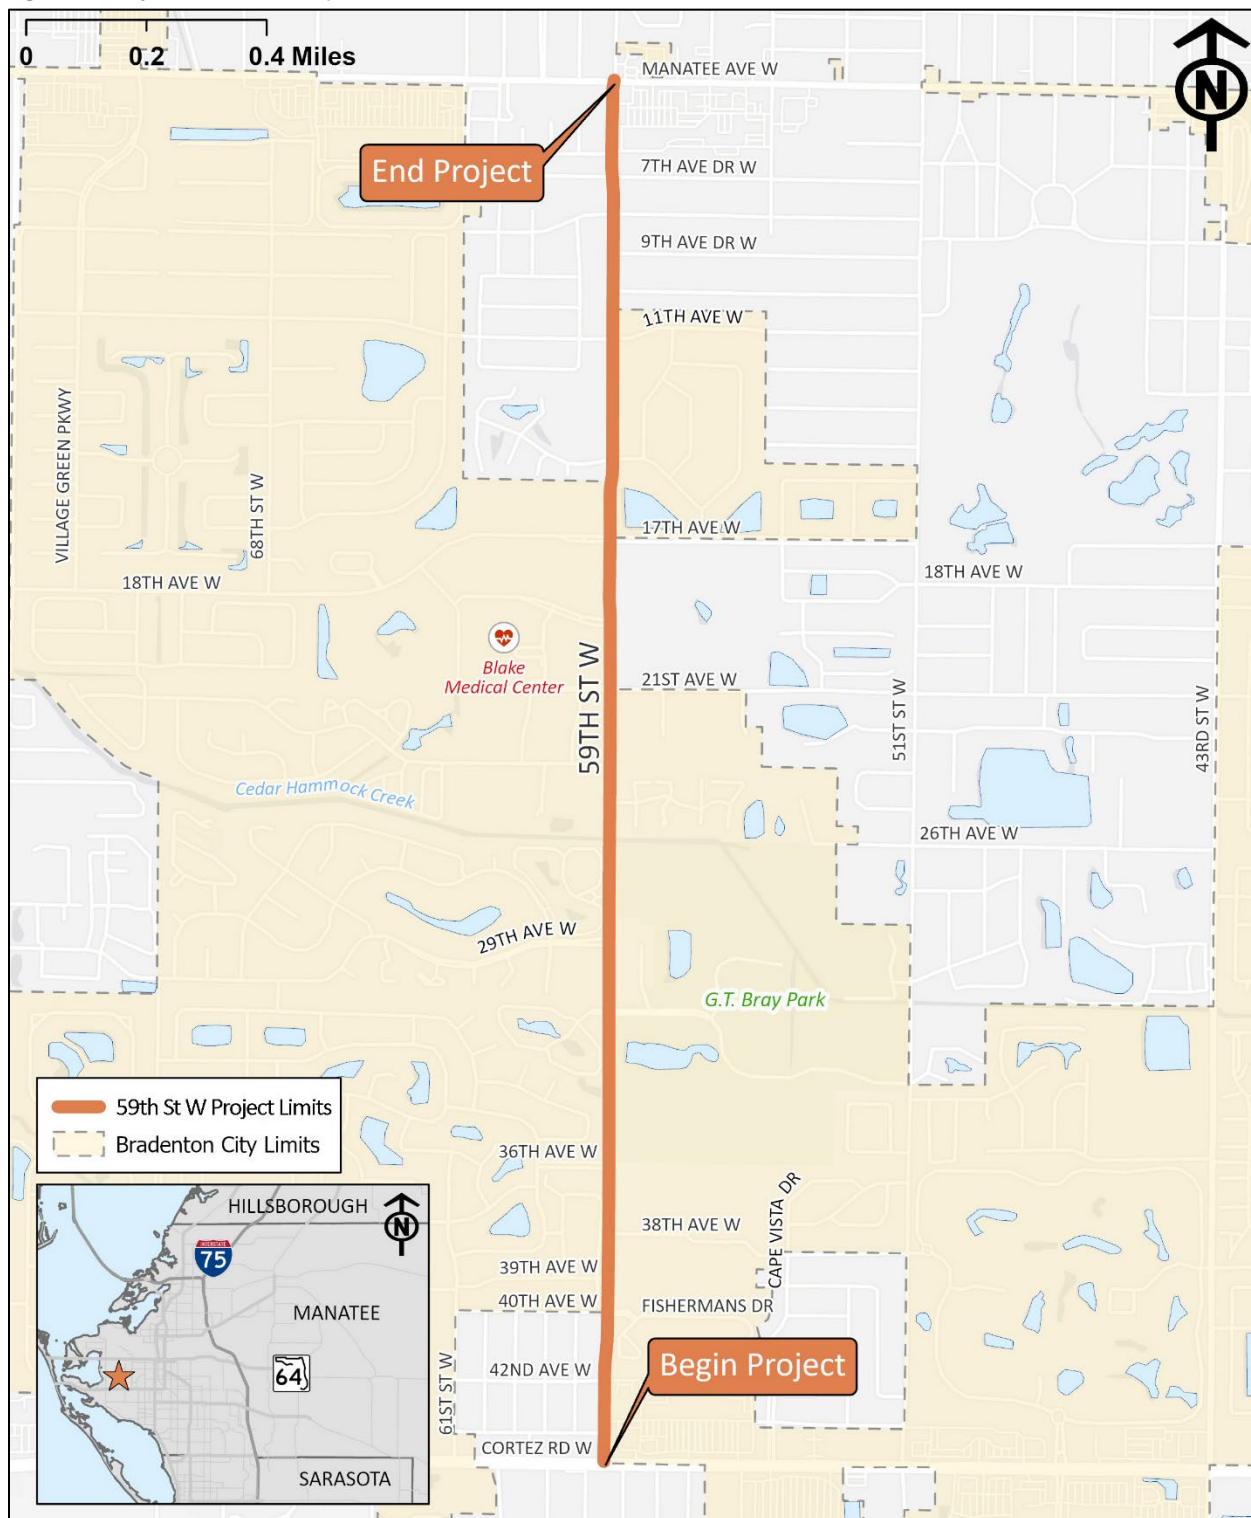 0 0.2 0.4 Miles
N
MANATEE AVE W
End Project
7TH AVE DR W
9TH AVE DR W
11TH AVE W
VILLAGE GREEN PKWY
68TH ST W
17TH AVE W
18TH AVE W
18TH AVE W
Blake
Medical Center
59TH ST W
21ST AVE W
51ST ST W
43RD ST W
Cedar Hammock Creek
26TH AVE W
29TH AVE W
G.T. Bray Park
59th St W Project Limits
Bradenton City Limits
36TH AVE W
38TH AVE W
CAPE VISTA DR
39TH AVE W
40TH AVE W
FISHERMANS DR
42ND AVE W
61ST ST W
Begin Project
CORTEZ RD W
HILLSBOROUGH
N
INTERSTATE
75
MANATEE
64
SARASOTA